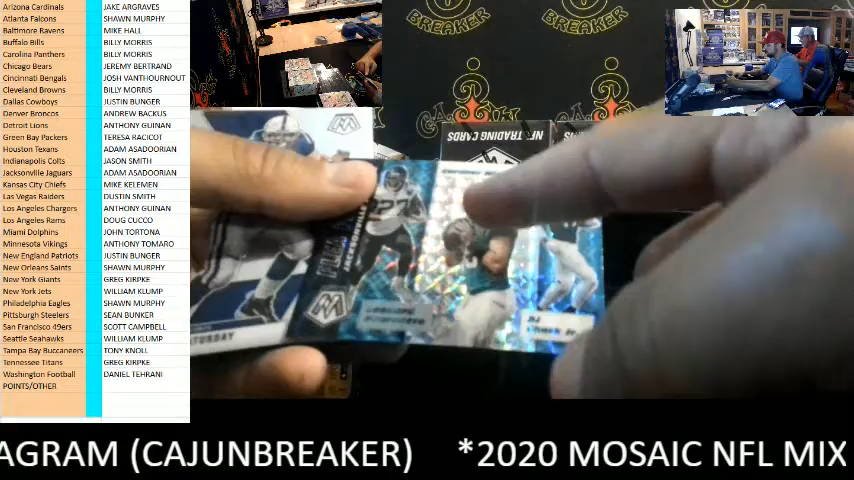 Arizona Cardinals JAKE ARGRAVES
Atlanta Falcons SHAWN MURPHY
Baltimore Ravens MIKE HALL
Buffalo Bills BILLY MORRIS
Carolina Panthers BILLY MORRIS
Chicago Bears JEREMY BERTRAND
Cincinnati Bengals JOSH VANTHOURNOUT
Cleveland Browns BILLY MORRIS
Dallas Cowboys JUSTIN BUNGER
Denver Broncos ANDREW BACKUS
Detroit Lions ANTHONY GUINAN
Green Bay Packers TERESA RACICOT
Houston Texans ADAM ASADOORIAN
Indianapolis Colts JASON SMITH
Jacksonville Jaguars ADAM ASADOORIAN
Kansas City Chiefs MIKE KELEMEN
Las Vegas Raiders DUSTIN SMITH
Los Angeles Chargers ANTHONY GUINAN
Los Angeles Rams DOUG CUCCO
Miami Dolphins JOHN TORTONA
Minnesota Vikings ANTHONY TOMARO
New England Patriots JUSTIN BUNGER
New Orleans Saints SHAWN MURPHY
New York Giants GREG KIRPKE
New York Jets WILLIAM KLUMP
Philadelphia Eagles SHAWN MURPHY
Pittsburgh Steelers SEAN BUNKER
San Francisco 49ers SCOTT CAMPBELL
Seattle Seahawks WILLIAM KLUMP
Tampa Bay Buccaneers TONY KNOLL
Tennessee Titans GREG KIRPKE
Washington Football DANIEL TEHRANI
POINTS/OTHER
BREAKER
BREAKER
NFL TRADING CARDS
JACKSONVILLE
TURDAY
AGRAM (CAJUNBREAKER) *2020 MOSAIC NFL MIX